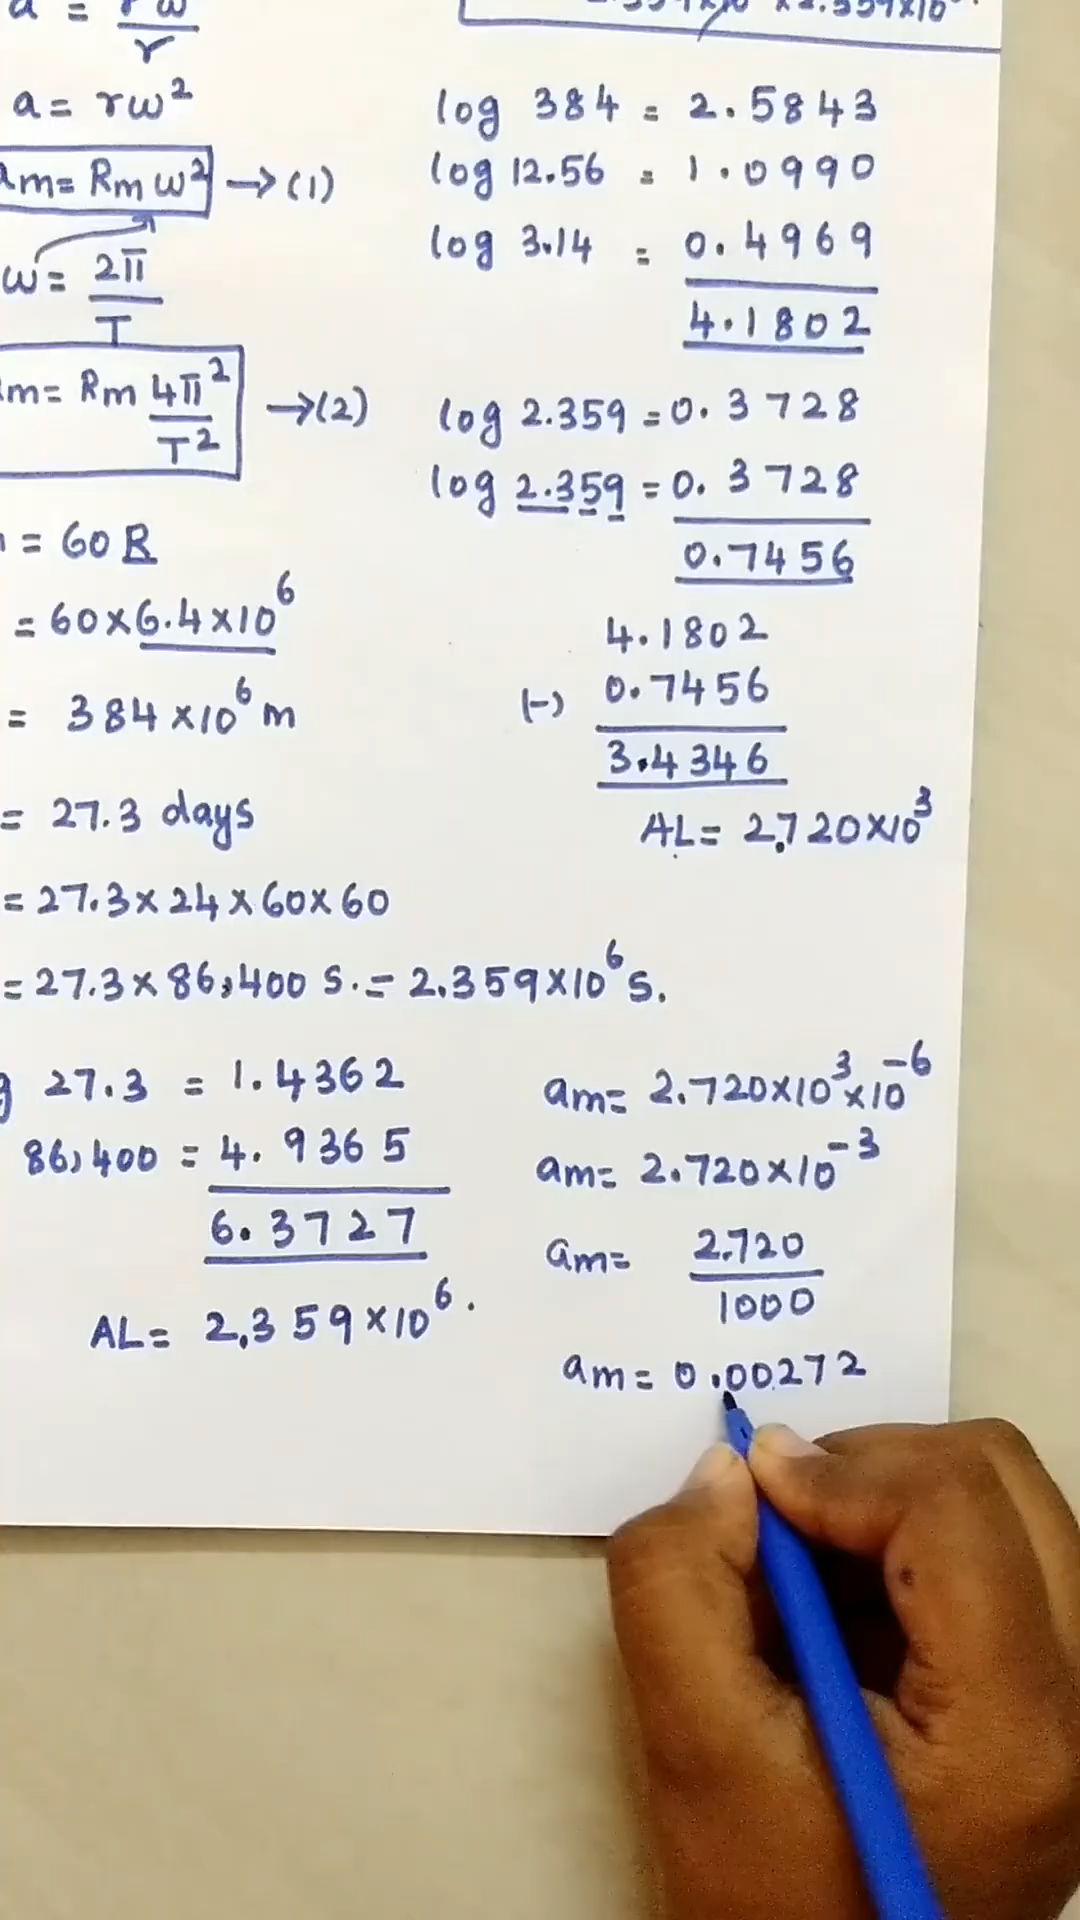 a = rω
r
a = rω²
am = Rm ω² → (1)
ω = 2π
T
m = Rm 4π² → (2)
T²
= 60 R
= 60 × 6.4 × 10⁶
= 384 × 10⁶ m
= 27.3 days
= 27.3 × 24 × 60 × 60
= 27.3 × 86,400 s. = 2.359 × 10⁶ s.
g 27.3 = 1.4362
86,400 = 4.9365
6.3727
AL = 2.359 × 10⁶.
× 2.359 × 10
log 384 = 2.5843
log 12.56 = 1.0990
log 3.14 = 0.4969
4.1802
log 2.359 = 0.3728
log 2.359 = 0.3728
0.7456
4.1802
(-) 0.7456
3.4346
AL = 2,720 × 10³
am = 2.720 × 10³ × 10⁻⁶
am = 2.720 × 10⁻³
am = 2.720
1000
am = 0.00272